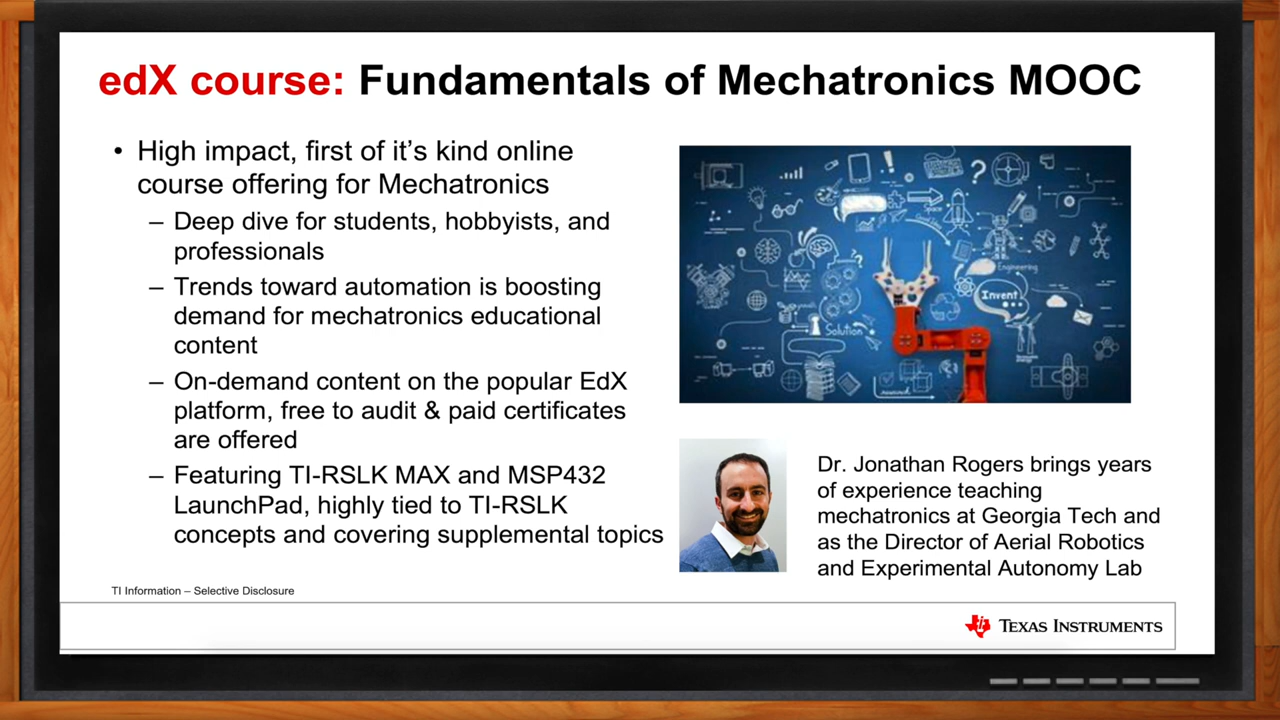 edX course: Fundamentals of Mechatronics MOOC
• High impact, first of it's kind online
course offering for Mechatronics
– Deep dive for students, hobbyists, and
professionals
– Trends toward automation is boosting
demand for mechatronics educational
content
– On-demand content on the popular EdX
platform, free to audit & paid certificates
are offered
– Featuring TI-RSLK MAX and MSP432
LaunchPad, highly tied to TI-RSLK
concepts and covering supplemental topics
?
Space
Engineering
Invent
Solution
Dr. Jonathan Rogers brings years
of experience teaching
mechatronics at Georgia Tech and
as the Director of Aerial Robotics
and Experimental Autonomy Lab
TI Information – Selective Disclosure
TEXAS INSTRUMENTS